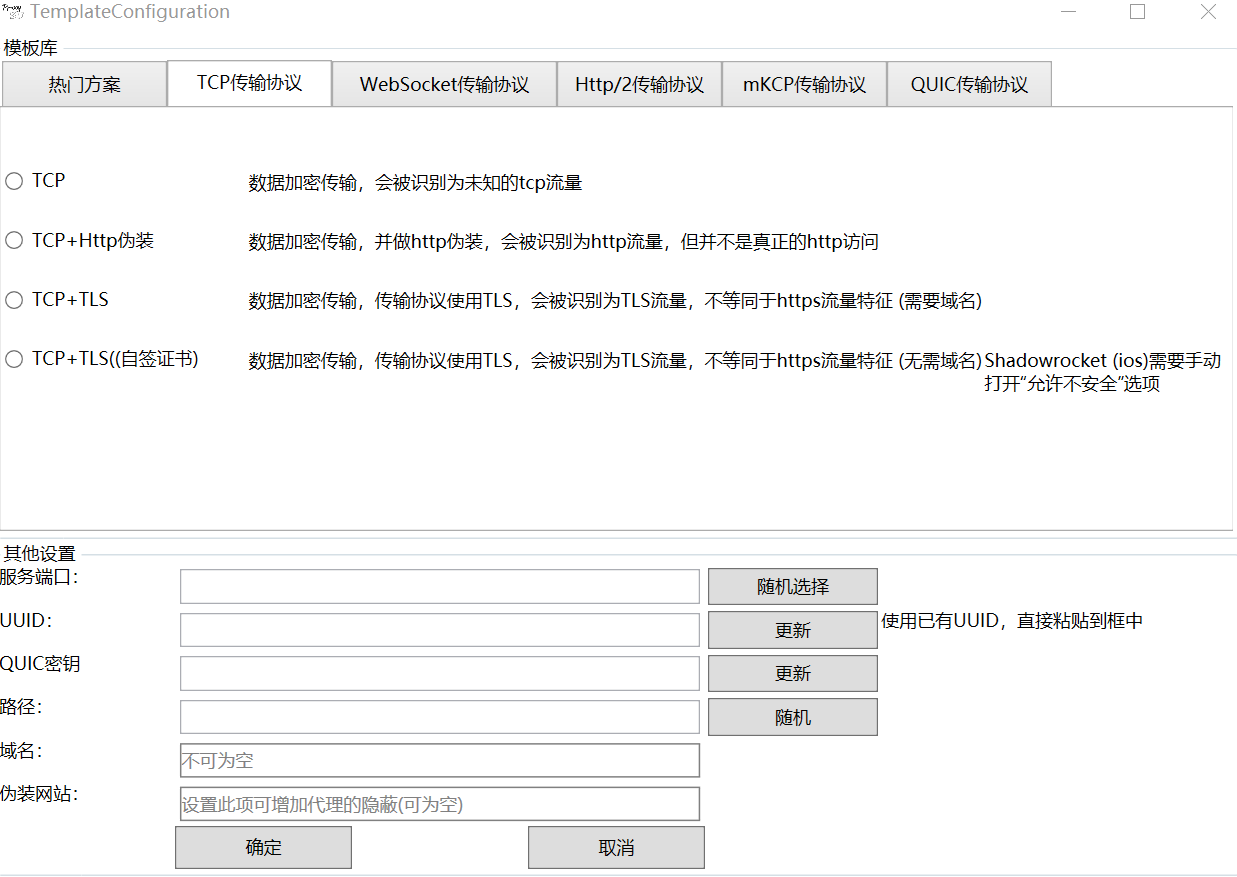 TemplateConfiguration
模板库
热门方案 TCP传输协议 WebSocket传输协议 Http/2传输协议 mKCP传输协议 QUIC传输协议
TCP 数据加密传输，会被识别为未知的tcp流量
TCP+Http伪装 数据加密传输，并做http伪装，会被识别为http流量，但并不是真正的http访问
TCP+TLS 数据加密传输，传输协议使用TLS，会被识别为TLS流量，不等同于https流量特征 (需要域名)
TCP+TLS((自签证书) 数据加密传输，传输协议使用TLS，会被识别为TLS流量，不等同于https流量特征 (无需域名) Shadowrocket (ios)需要手动
打开“允许不安全”选项
其他设置
服务端口： 随机选择
UUID： 更新 使用已有UUID，直接粘贴到框中
QUIC密钥 更新
路径： 随机
域名： 不可为空
伪装网站： 设置此项可增加代理的隐蔽(可为空)
确定 取消